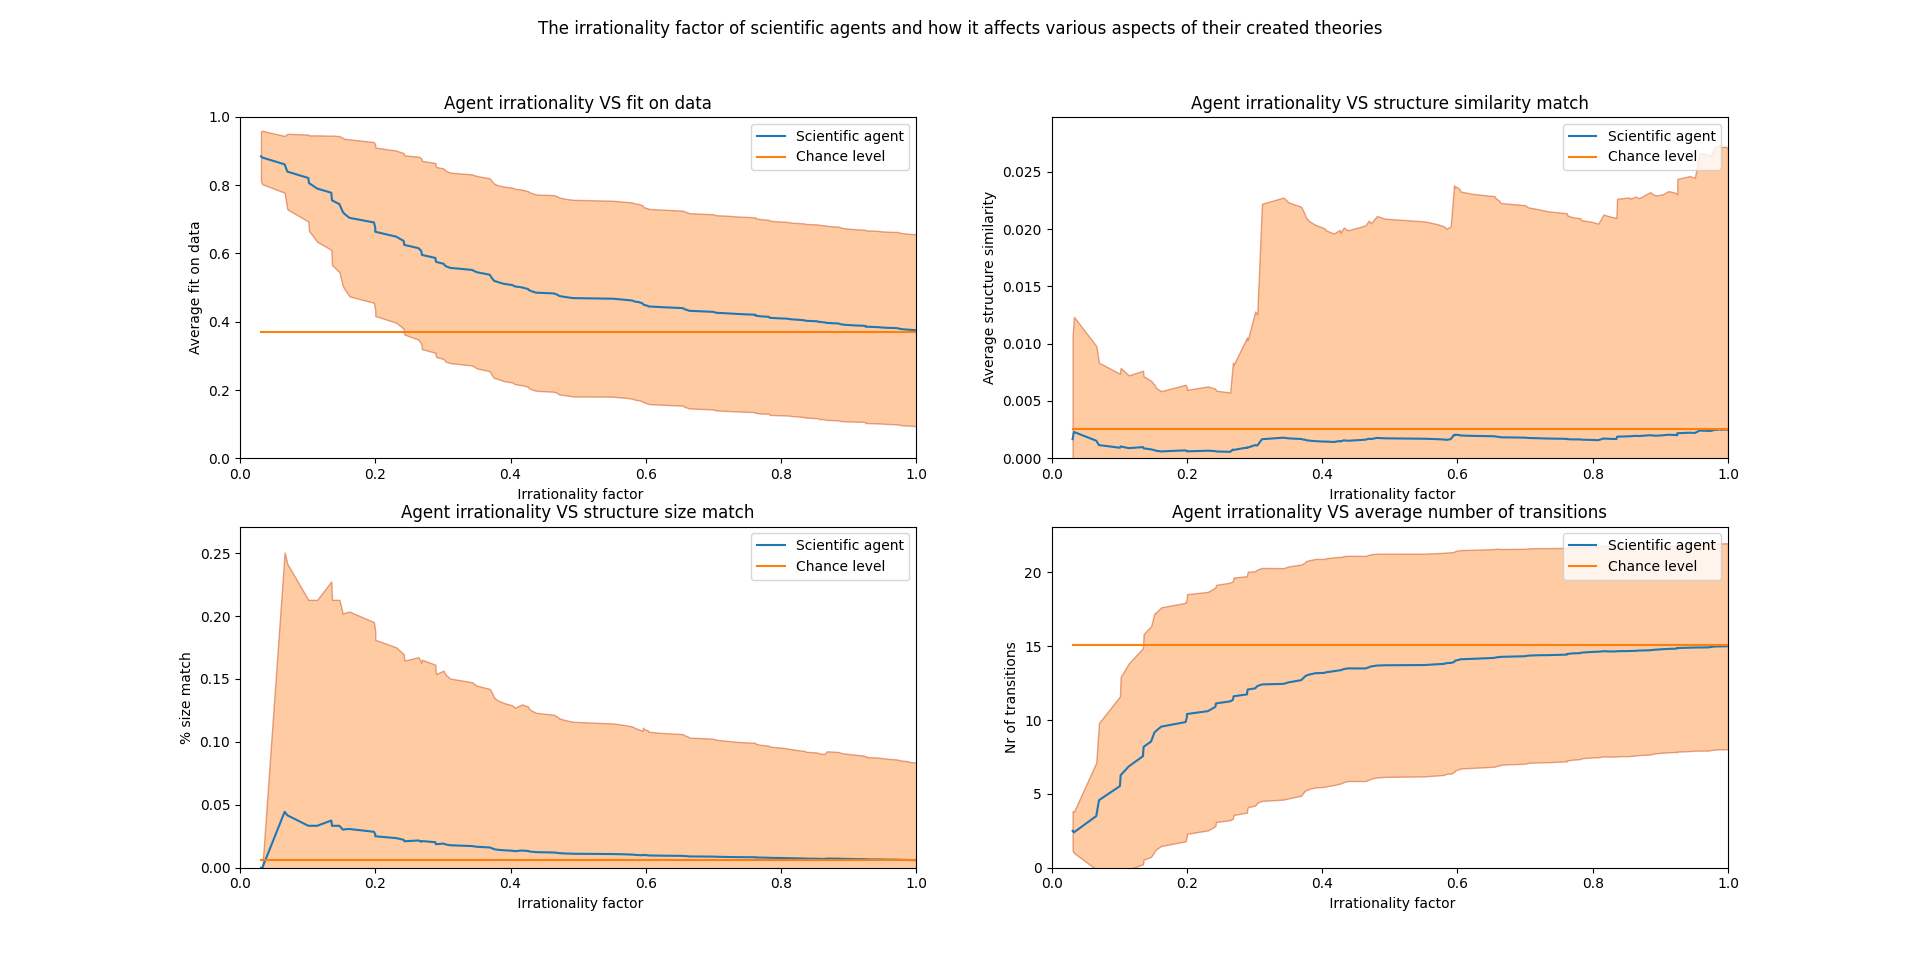 The irrationality factor of scientific agents and how it affects various aspects of their created theories
Agent irrationality VS fit on data
1.0
0.8
0.6
0.4
0.2
0.0
Average fit on data
Scientific agent
Chance level
0.0 0.2 0.4 0.6 0.8 1.0
Irrationality factor
Agent irrationality VS structure similarity match
0.025
0.020
0.015
0.010
0.005
0.000
Average structure similarity
Scientific agent
Chance level
0.0 0.2 0.4 0.6 0.8 1.0
Irrationality factor
Agent irrationality VS structure size match
0.25
0.20
0.15
0.10
0.05
0.00
% size match
Scientific agent
Chance level
0.0 0.2 0.4 0.6 0.8 1.0
Irrationality factor
Agent irrationality VS average number of transitions
20
15
10
5
0
Nr of transitions
Scientific agent
Chance level
0.0 0.2 0.4 0.6 0.8 1.0
Irrationality factor